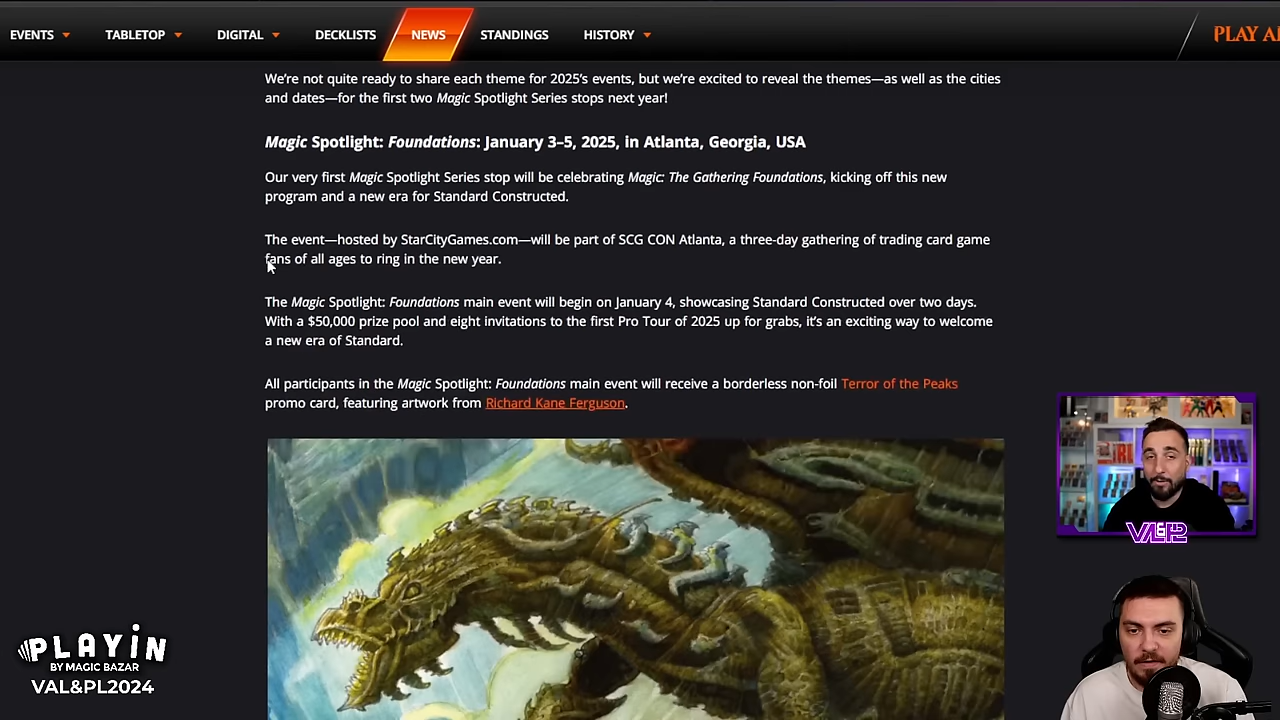 EVENTS TABLETOP DIGITAL DECKLISTS NEWS STANDINGS HISTORY
We're not quite ready to share each theme for 2025's events, but we're excited to reveal the themes—as well as the cities
and dates—for the first two Magic Spotlight Series stops next year!
Magic Spotlight: Foundations: January 3–5, 2025, in Atlanta, Georgia, USA
Our very first Magic Spotlight Series stop will be celebrating Magic: The Gathering Foundations, kicking off this new
program and a new era for Standard Constructed.
The event—hosted by StarCityGames.com—will be part of SCG CON Atlanta, a three-day gathering of trading card game
fans of all ages to ring in the new year.
The Magic Spotlight: Foundations main event will begin on January 4, showcasing Standard Constructed over two days.
With a $50,000 prize pool and eight invitations to the first Pro Tour of 2025 up for grabs, it's an exciting way to welcome
a new era of Standard.
All participants in the Magic Spotlight: Foundations main event will receive a borderless non-foil Terror of the Peaks
promo card, featuring artwork from Richard Kane Ferguson.
PLAYIN
BY MAGIC BAZAR
VAL&PL2024